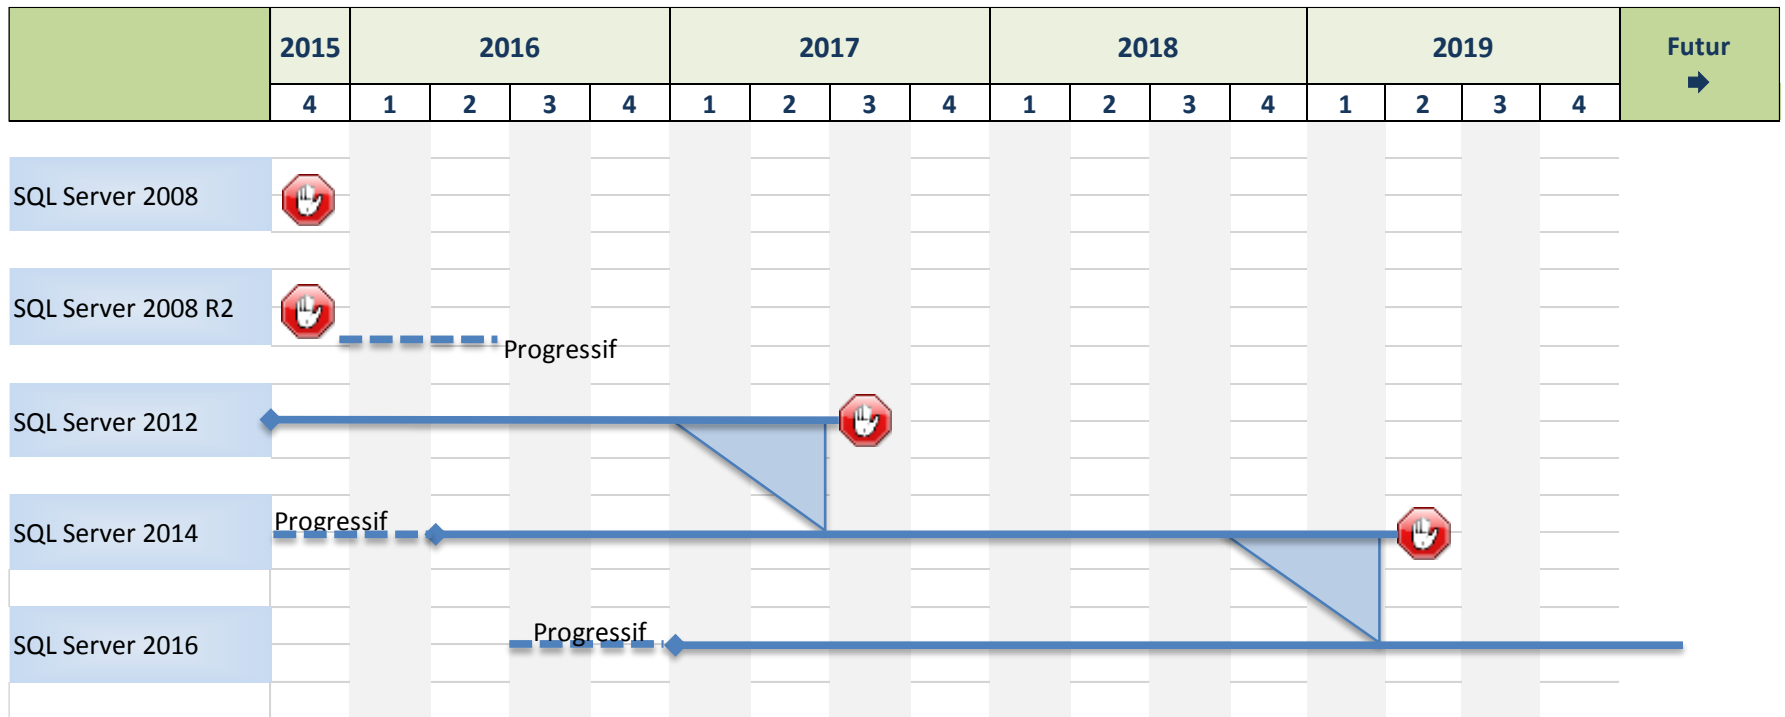 2015 2016 2017 2018 2019 Futur
4 1 2 3 4 1 2 3 4 1 2 3 4 1 2 3 4
SQL Server 2008
SQL Server 2008 R2
Progressif
SQL Server 2012
Progressif
SQL Server 2014
Progressif
SQL Server 2016